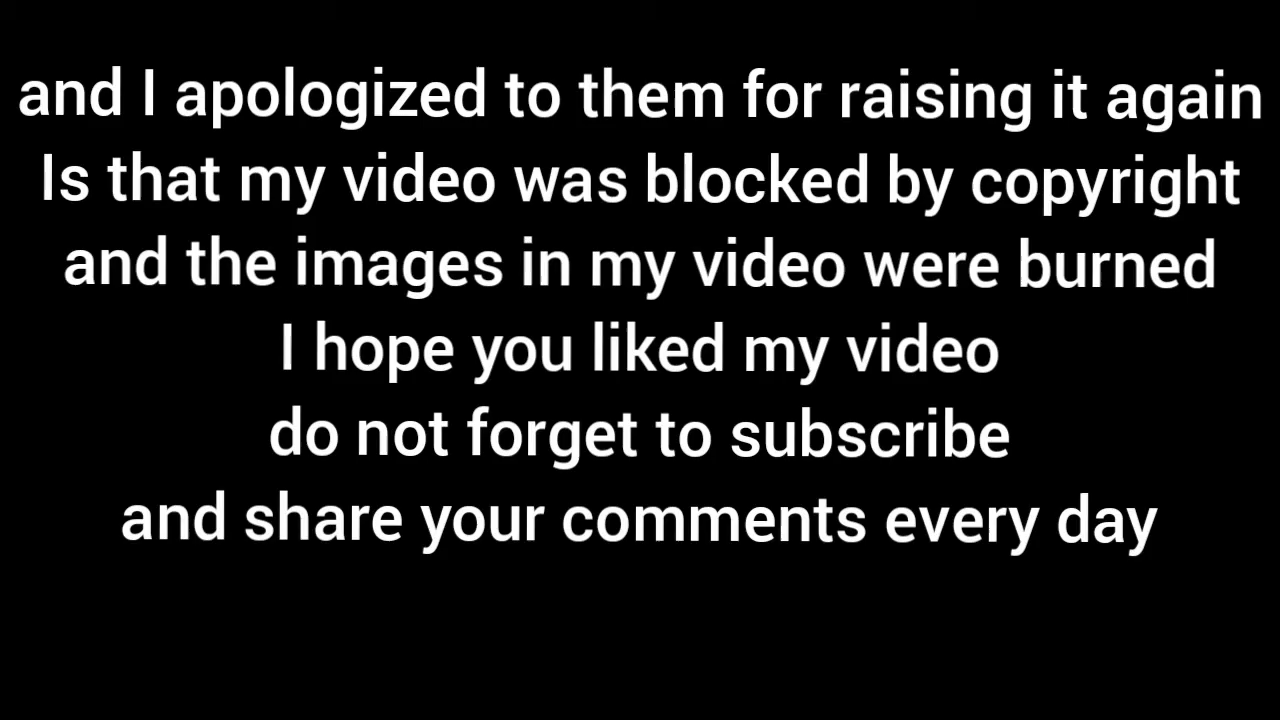 and I apologized to them for raising it again
Is that my video was blocked by copyright
and the images in my video were burned
I hope you liked my video
do not forget to subscribe
and share your comments every day